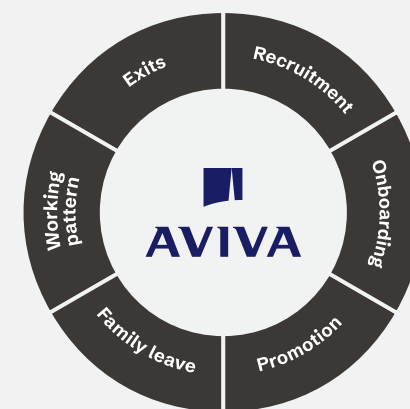 Exits
Recruitment
Onboarding
Promotion
Family leave
Working
pattern
AVIVA